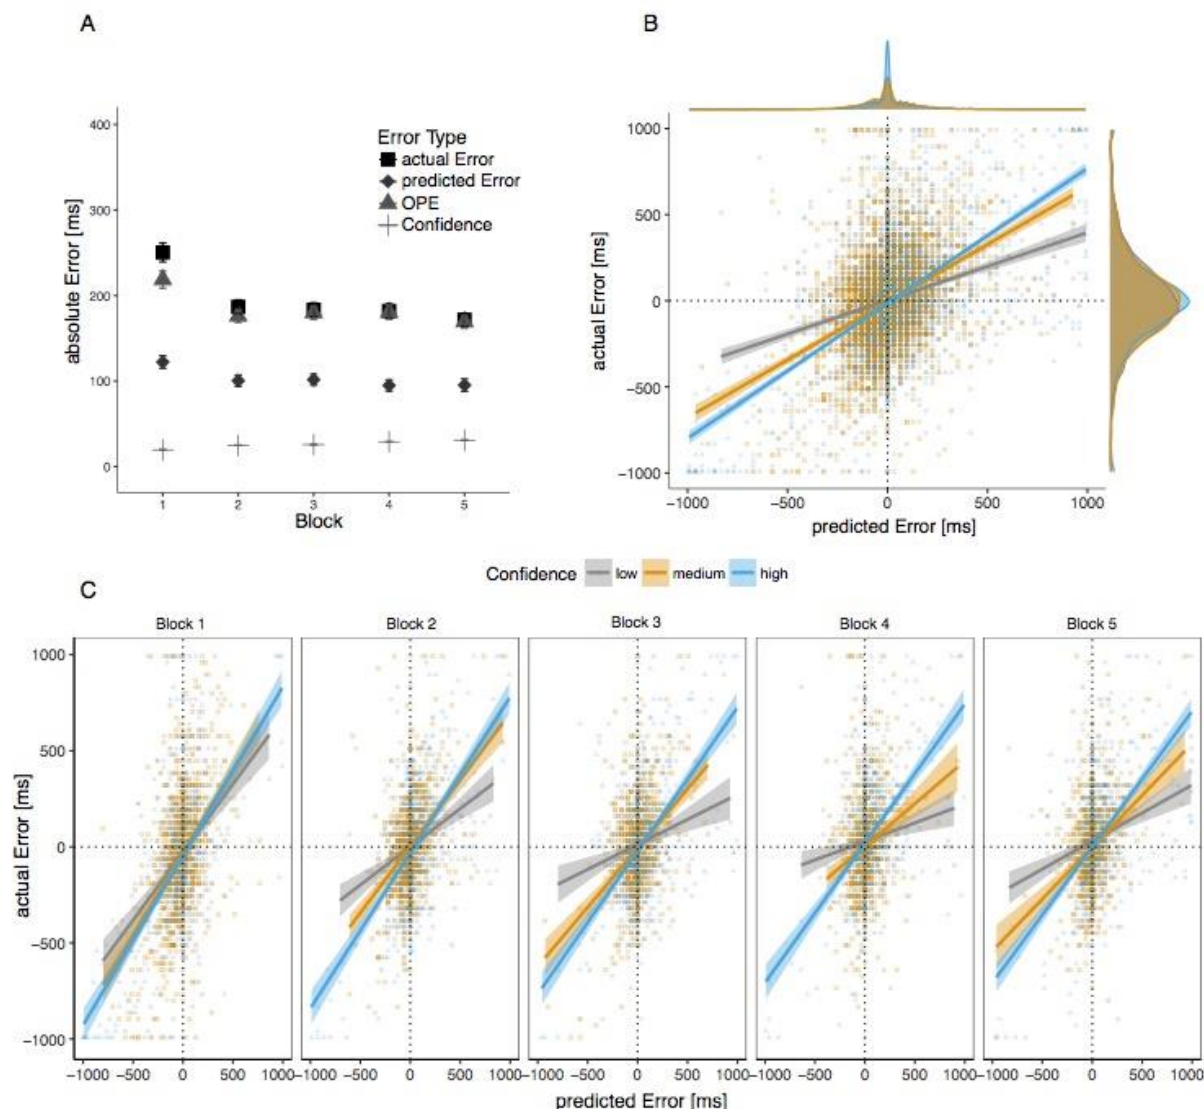 A
B
400
300
200
100
0
absolute Error [ms]
Error Type
actual Error
predicted Error
OPE
Confidence
1 2 3 4 5
Block
1000
500
0
−500
−1000
actual Error [ms]
−1000 −500 0 500 1000
predicted Error [ms]
Confidence low medium high
C
Block 1 Block 2 Block 3 Block 4 Block 5
1000
500
0
−500
−1000
actual Error [ms]
−1000 −500 0 500 1000 −1000 −500 0 500 1000 −1000 −500 0 500 1000 −1000 −500 0 500 1000 −1000 −500 0 500 1000
predicted Error [ms]